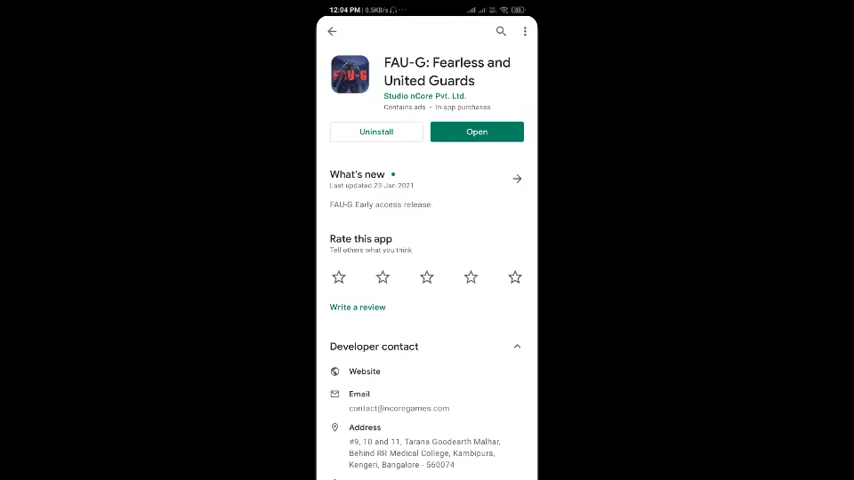 12:04 PM | 0.5KB/s
FAU-G
FAU-G: Fearless and
United Guards
Studio nCore Pvt. Ltd.
Contains ads • In-app purchases
Uninstall
Open
What's new •
Last updated 23 Jan 2021
FAU-G Early access release.
Rate this app
Tell others what you think
Write a review
Developer contact
Website
Email
contact@ncoregames.com
Address
#9, 10 and 11, Tarana Goodearth Malhar,
Behind RR Medical College, Kambipura,
Kengeri, Bangalore - 560074